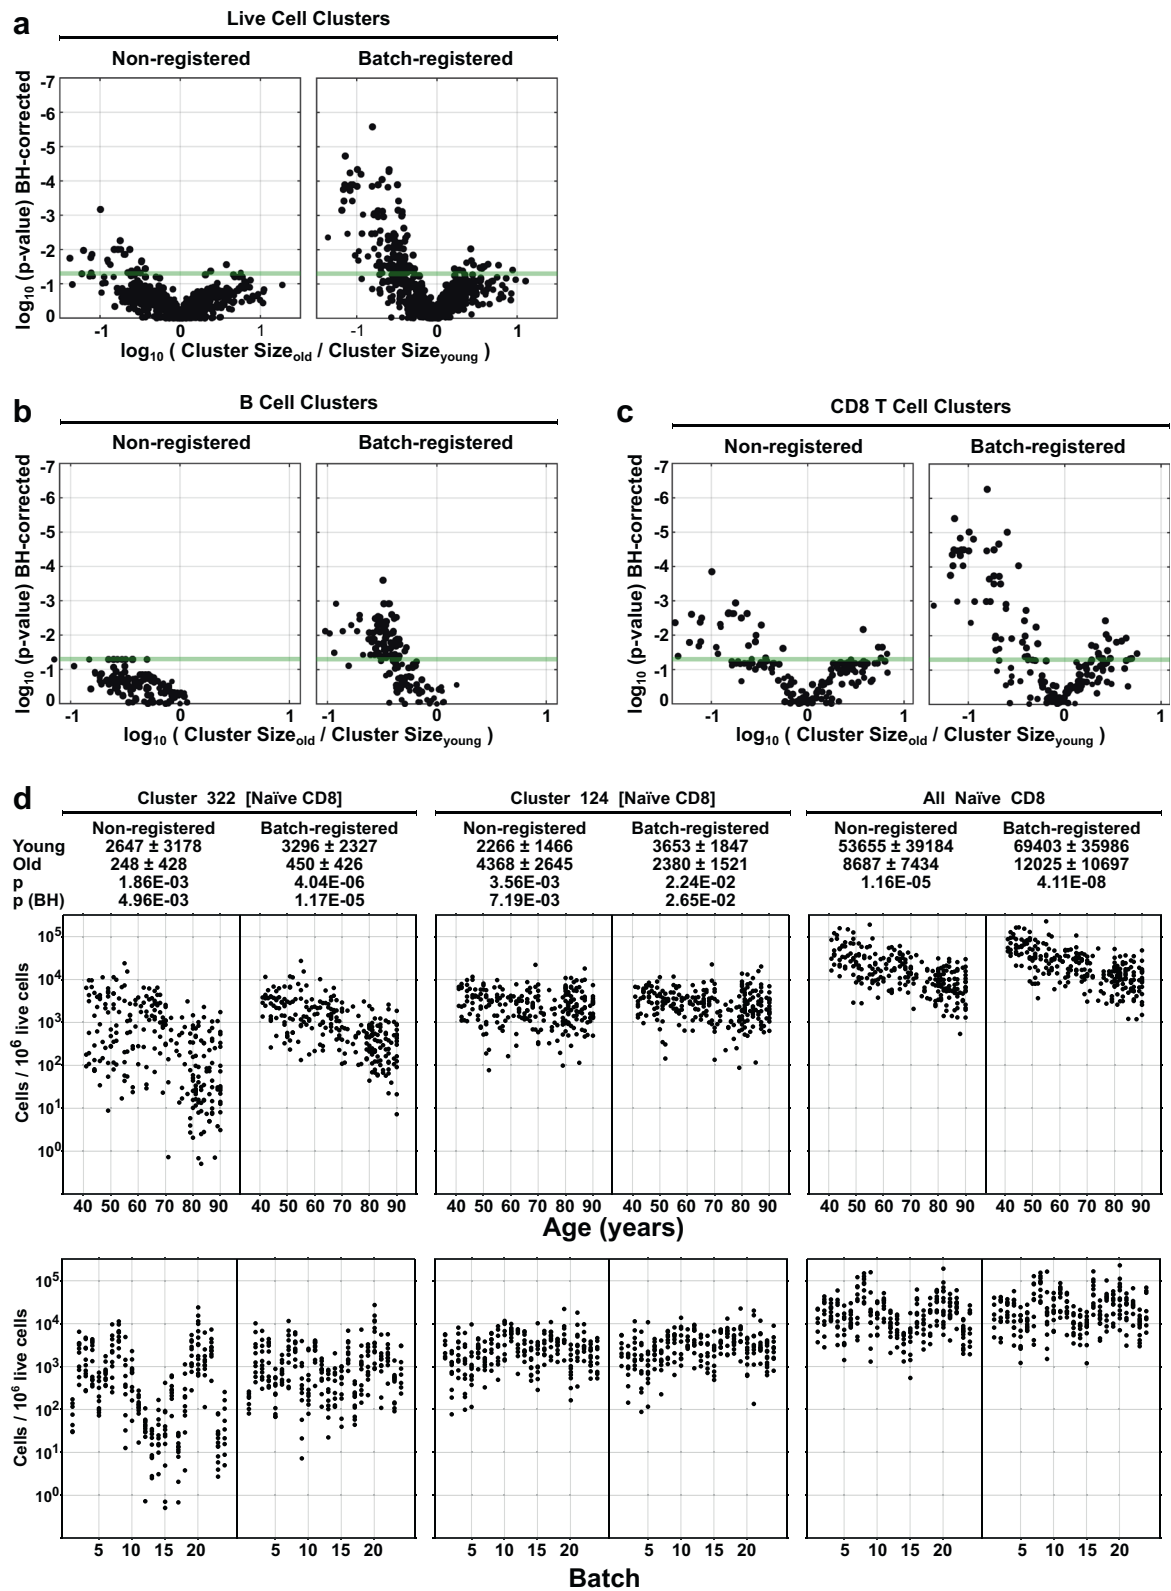 a
Live Cell Clusters
Non-registered Batch-registered
log10 (p-value) BH-corrected
-7
-6
-5
-4
-3
-2
-1
0
-1 0 1 -1 0 1
log10 ( Cluster Sizeold / Cluster Sizeyoung )
b
B Cell Clusters
Non-registered Batch-registered
log10 (p-value) BH-corrected
-7
-6
-5
-4
-3
-2
-1
0
-1 0 1 -1 0 1
log10 ( Cluster Sizeold / Cluster Sizeyoung )
c
CD8 T Cell Clusters
Non-registered Batch-registered
log10 (p-value) BH-corrected
-7
-6
-5
-4
-3
-2
-1
0
-1 0 1 -1 0 1
log10 ( Cluster Sizeold / Cluster Sizeyoung )
d
Cluster 322 [Naïve CD8] Cluster 124 [Naïve CD8] All Naïve CD8
Non-registered Batch-registered Non-registered Batch-registered Non-registered Batch-registered
Young 2647 ± 3178 3296 ± 2327 2266 ± 1466 3653 ± 1847 53655 ± 39184 69403 ± 35986
Old 248 ± 428 450 ± 426 4368 ± 2645 2380 ± 1521 8687 ± 7434 12025 ± 10697
p 1.86E-03 4.04E-06 3.56E-03 2.24E-02 1.16E-05 4.11E-08
p (BH) 4.96E-03 1.17E-05 7.19E-03 2.65E-02
Cells / 10⁶ live cells
10⁵
10⁴
10³
10²
10¹
10⁰
40 50 60 70 80 90 40 50 60 70 80 90 40 50 60 70 80 90 40 50 60 70 80 90 40 50 60 70 80 90 40 50 60 70 80 90
Age (years)
Cells / 10⁶ live cells
10⁵
10⁴
10³
10²
10¹
10⁰
5 10 15 20 5 10 15 20 5 10 15 20 5 10 15 20 5 10 15 20 5 10 15 20
Batch